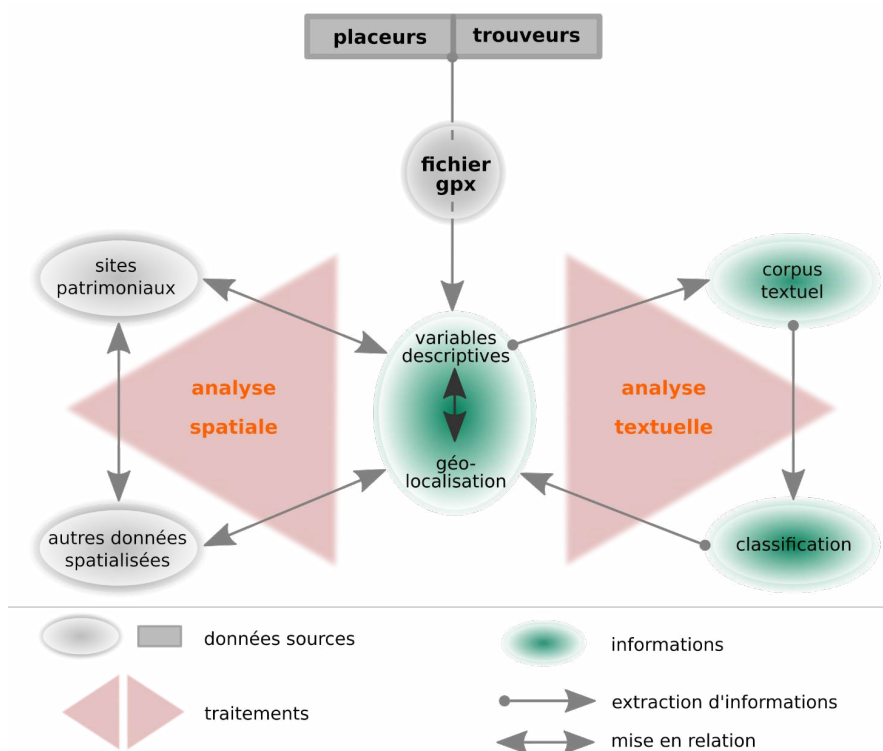 placeurs trouveurs
fichier
gpx
sites
patrimoniaux
corpus
textuel
variables
descriptives
analyse
spatiale
analyse
textuelle
géo-
localisation
autres données
spatialisées
classification
données sources
informations
extraction d'informations
traitements
mise en relation